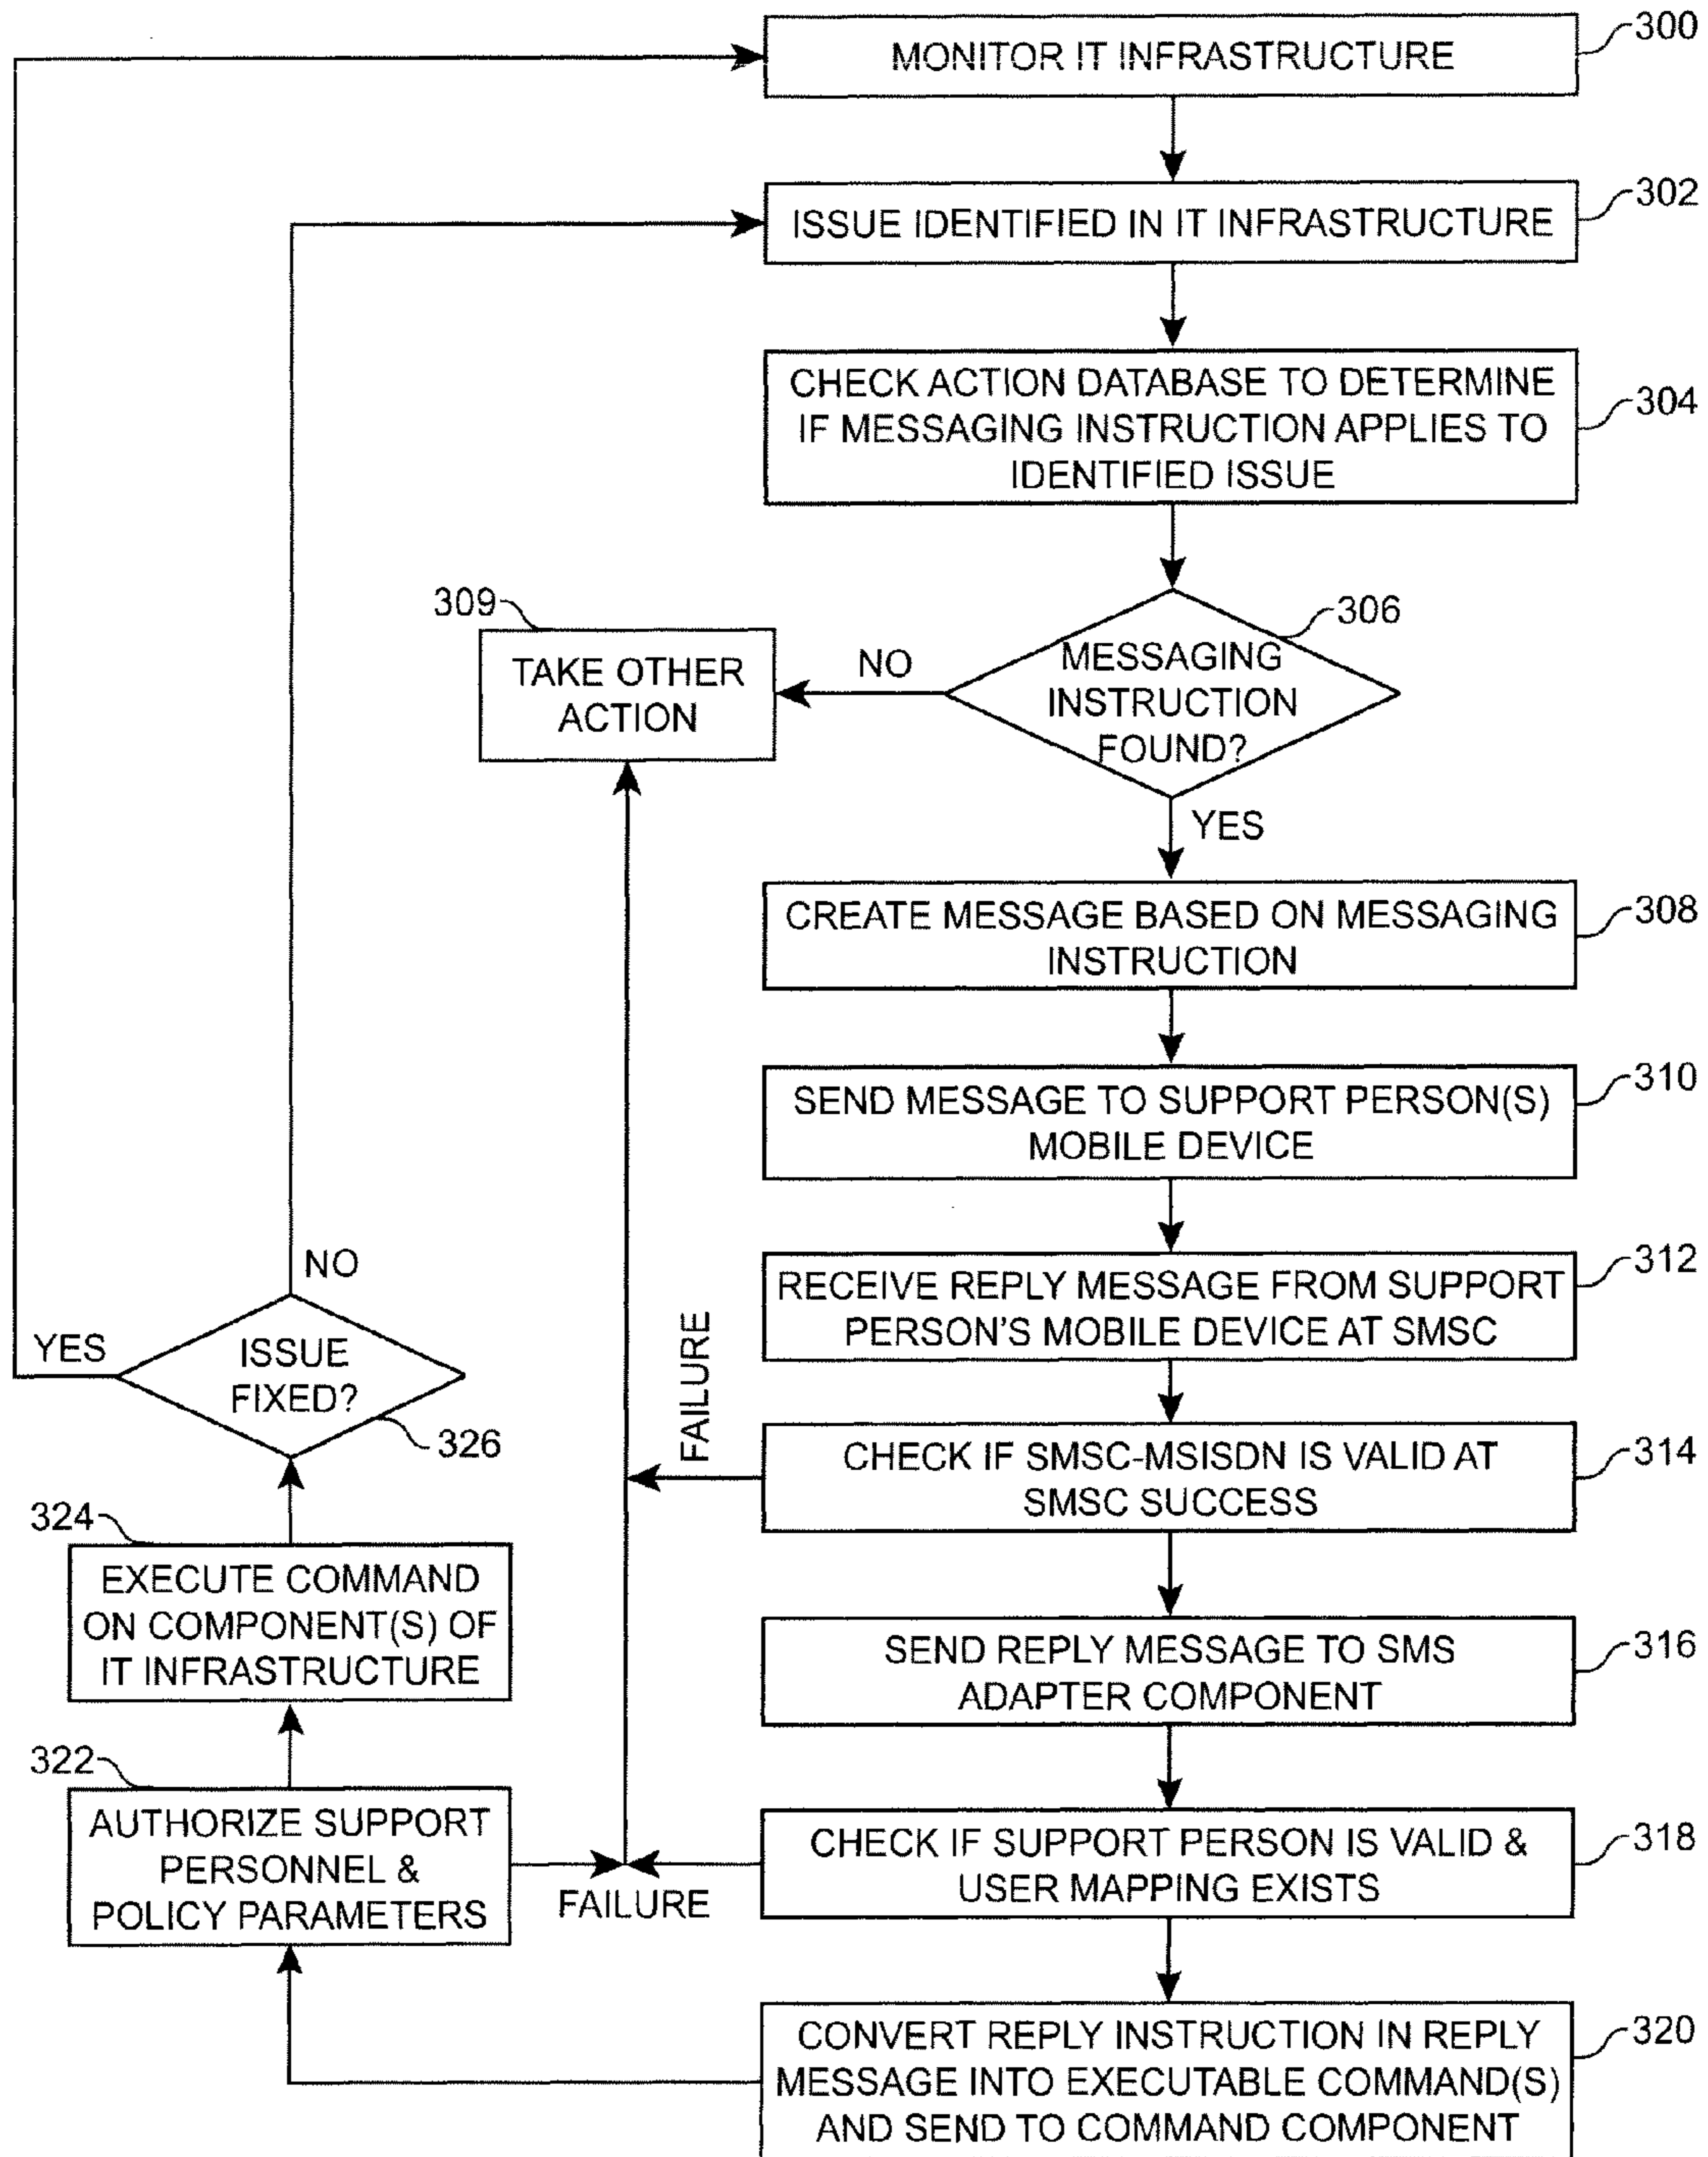 300
MONITOR IT INFRASTRUCTURE
302
ISSUE IDENTIFIED IN IT INFRASTRUCTURE
304
CHECK ACTION DATABASE TO DETERMINE
IF MESSAGING INSTRUCTION APPLIES TO
IDENTIFIED ISSUE
306
MESSAGING
INSTRUCTION
FOUND?
NO
309
TAKE OTHER
ACTION
YES
308
CREATE MESSAGE BASED ON MESSAGING
INSTRUCTION
310
SEND MESSAGE TO SUPPORT PERSON(S)
MOBILE DEVICE
312
RECEIVE REPLY MESSAGE FROM SUPPORT
PERSON'S MOBILE DEVICE AT SMSC
314
CHECK IF SMSC-MSISDN IS VALID AT
SMSC SUCCESS
FAILURE
316
SEND REPLY MESSAGE TO SMS
ADAPTER COMPONENT
318
CHECK IF SUPPORT PERSON IS VALID &
USER MAPPING EXISTS
FAILURE
320
CONVERT REPLY INSTRUCTION IN REPLY
MESSAGE INTO EXECUTABLE COMMAND(S)
AND SEND TO COMMAND COMPONENT
322
AUTHORIZE SUPPORT
PERSONNEL &
POLICY PARAMETERS
324
EXECUTE COMMAND
ON COMPONENT(S) OF
IT INFRASTRUCTURE
326
ISSUE
FIXED?
YES
NO